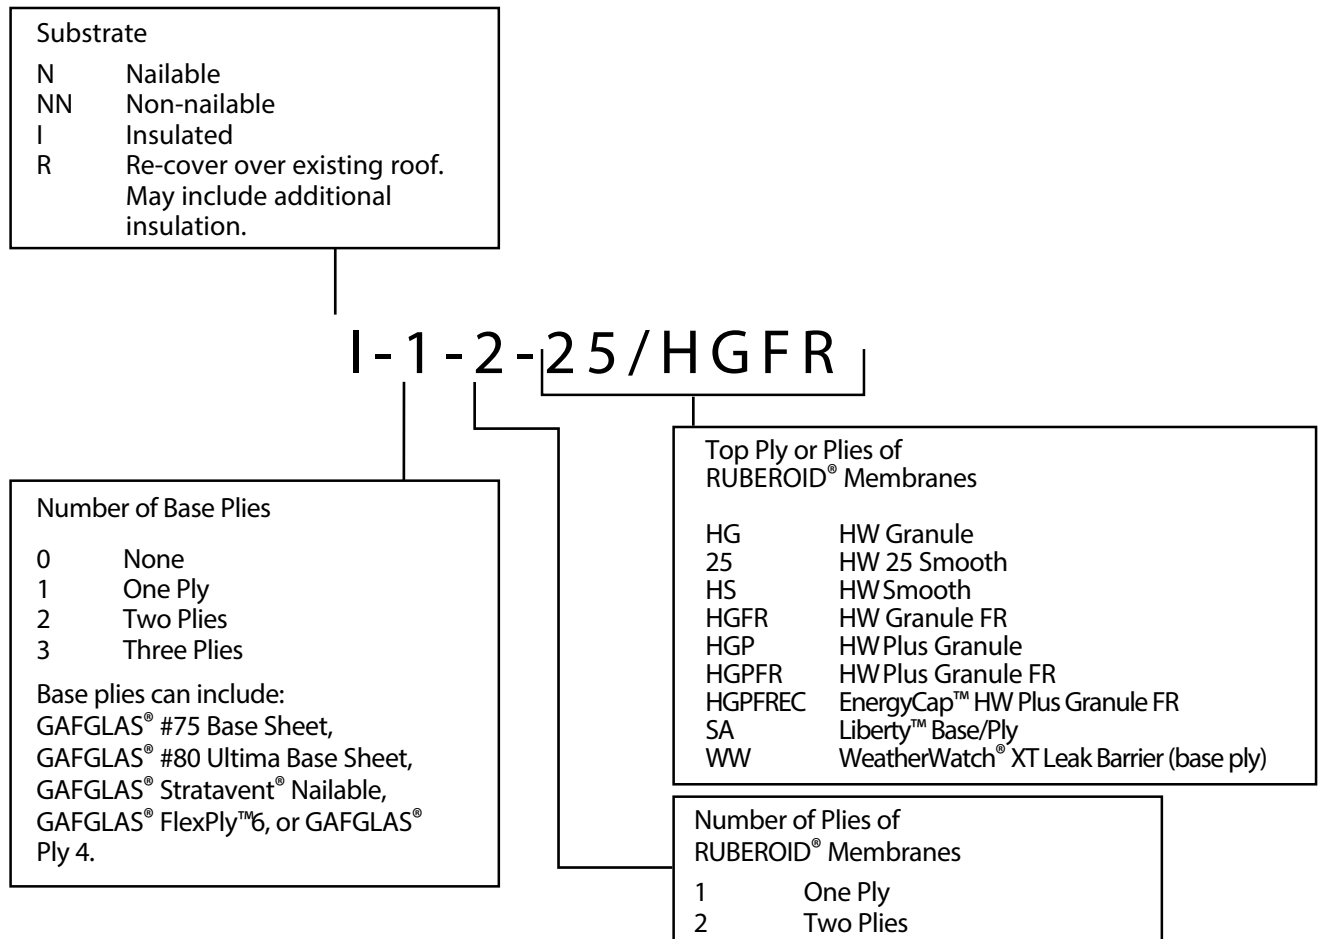 Substrate
N Nailable
NN Non-nailable
I Insulated
R Re-cover over existing roof.
May include additional
insulation.
I-1-2-25/HGFR
Number of Base Plies
0 None
1 One Ply
2 Two Plies
3 Three Plies
Base plies can include:
GAFGLAS® #75 Base Sheet,
GAFGLAS® #80 Ultima Base Sheet,
GAFGLAS® Stratavent® Nailable,
GAFGLAS® FlexPly™6, or GAFGLAS®
Ply 4.
Top Ply or Plies of
RUBEROID® Membranes
HG HW Granule
25 HW 25 Smooth
HS HW Smooth
HGFR HW Granule FR
HGP HW Plus Granule
HGPFR HW Plus Granule FR
HGPFREC EnergyCap™ HW Plus Granule FR
SA Liberty™ Base/Ply
WW WeatherWatch® XT Leak Barrier (base ply)
Number of Plies of
RUBEROID® Membranes
1 One Ply
2 Two Plies